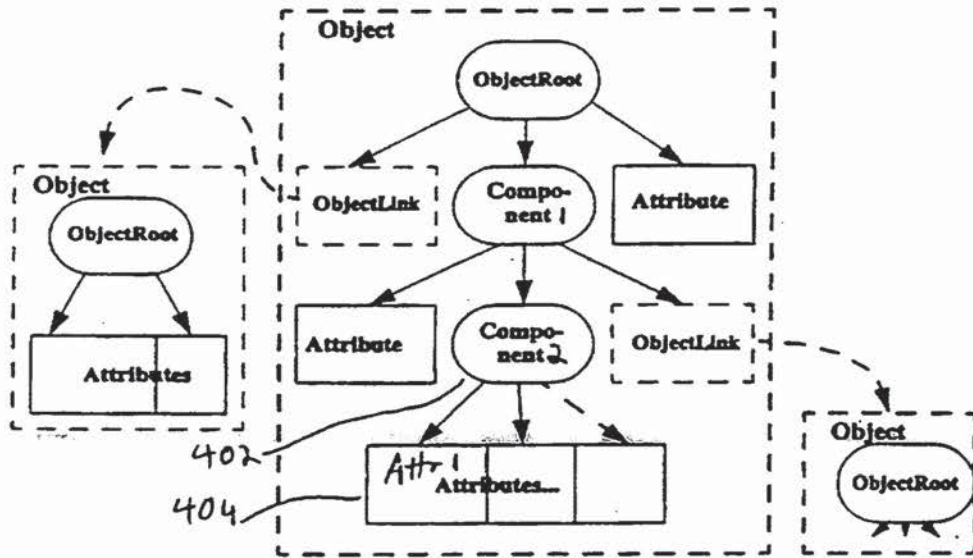 Object
ObjectRoot
Object
ObjectRoot
Attributes
ObjectLink
Compo-
nent 1
Attribute
Attribute
Compo-
nent 2
ObjectLink
402
Attr 1
Attributes...
404
Object
ObjectRoot